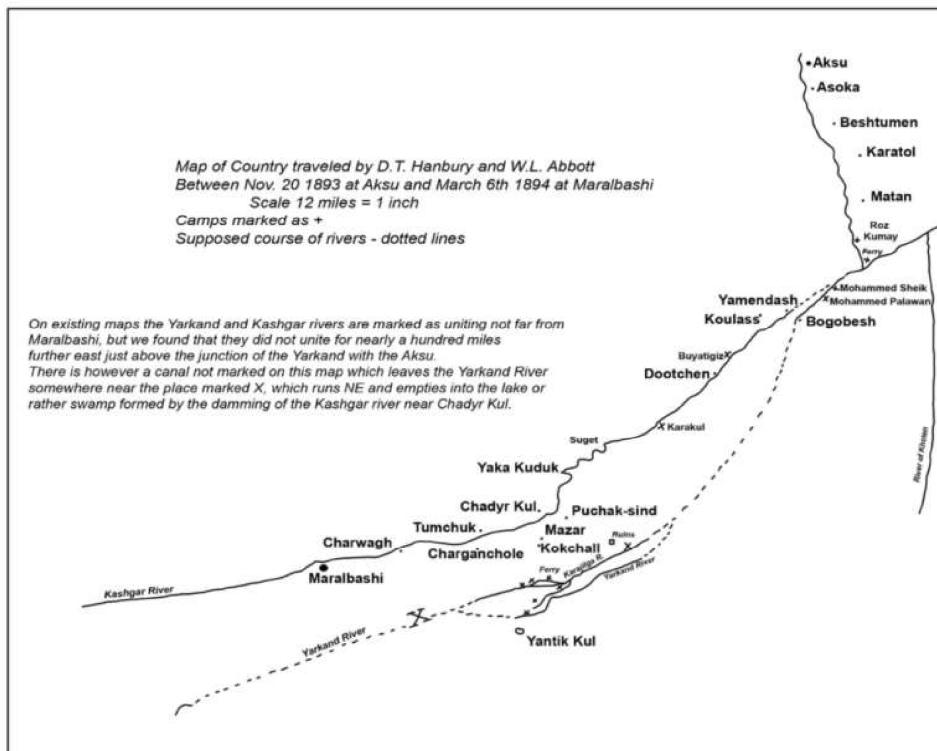 Map of Country traveled by D.T. Hanbury and W.L. Abbott
Between Nov. 20 1893 at Aksu and March 6th 1894 at Maralbashi
Scale 12 miles = 1 inch
Camps marked as +
Supposed course of rivers - dotted lines
On existing maps the Yarkand and Kashgar rivers are marked as uniting not far from
Maralbashi, but we found that they did not unite for nearly a hundred miles
further east just above the junction of the Yarkand with the Aksu.
There is however a canal not marked on this map which leaves the Yarkand River
somewhere near the place marked X, which runs NE and empties into the lake or
rather swamp formed by the damming of the Kashgar river near Chadyr Kul.
Aksu
Asoka
Beshtumen
Karatol
Matan
Roz
Kumay
Ferry
Mohammed Sheik
Mohammed Palawan
Yamendash
Koulass
Bogobesh
Buyatigiz
Dootchen
Karakul
Suget
Yaka Kuduk
River of Khotan
Chadyr Kul
Puchak-sind
Tumchuk
Mazar
Ruins
Charwagh
Charganchole
Kokchall
Maralbashi
Ferry
Karajilga R.
Yarkand River
Kashgar River
X
Yarkand River
Yantik Kul